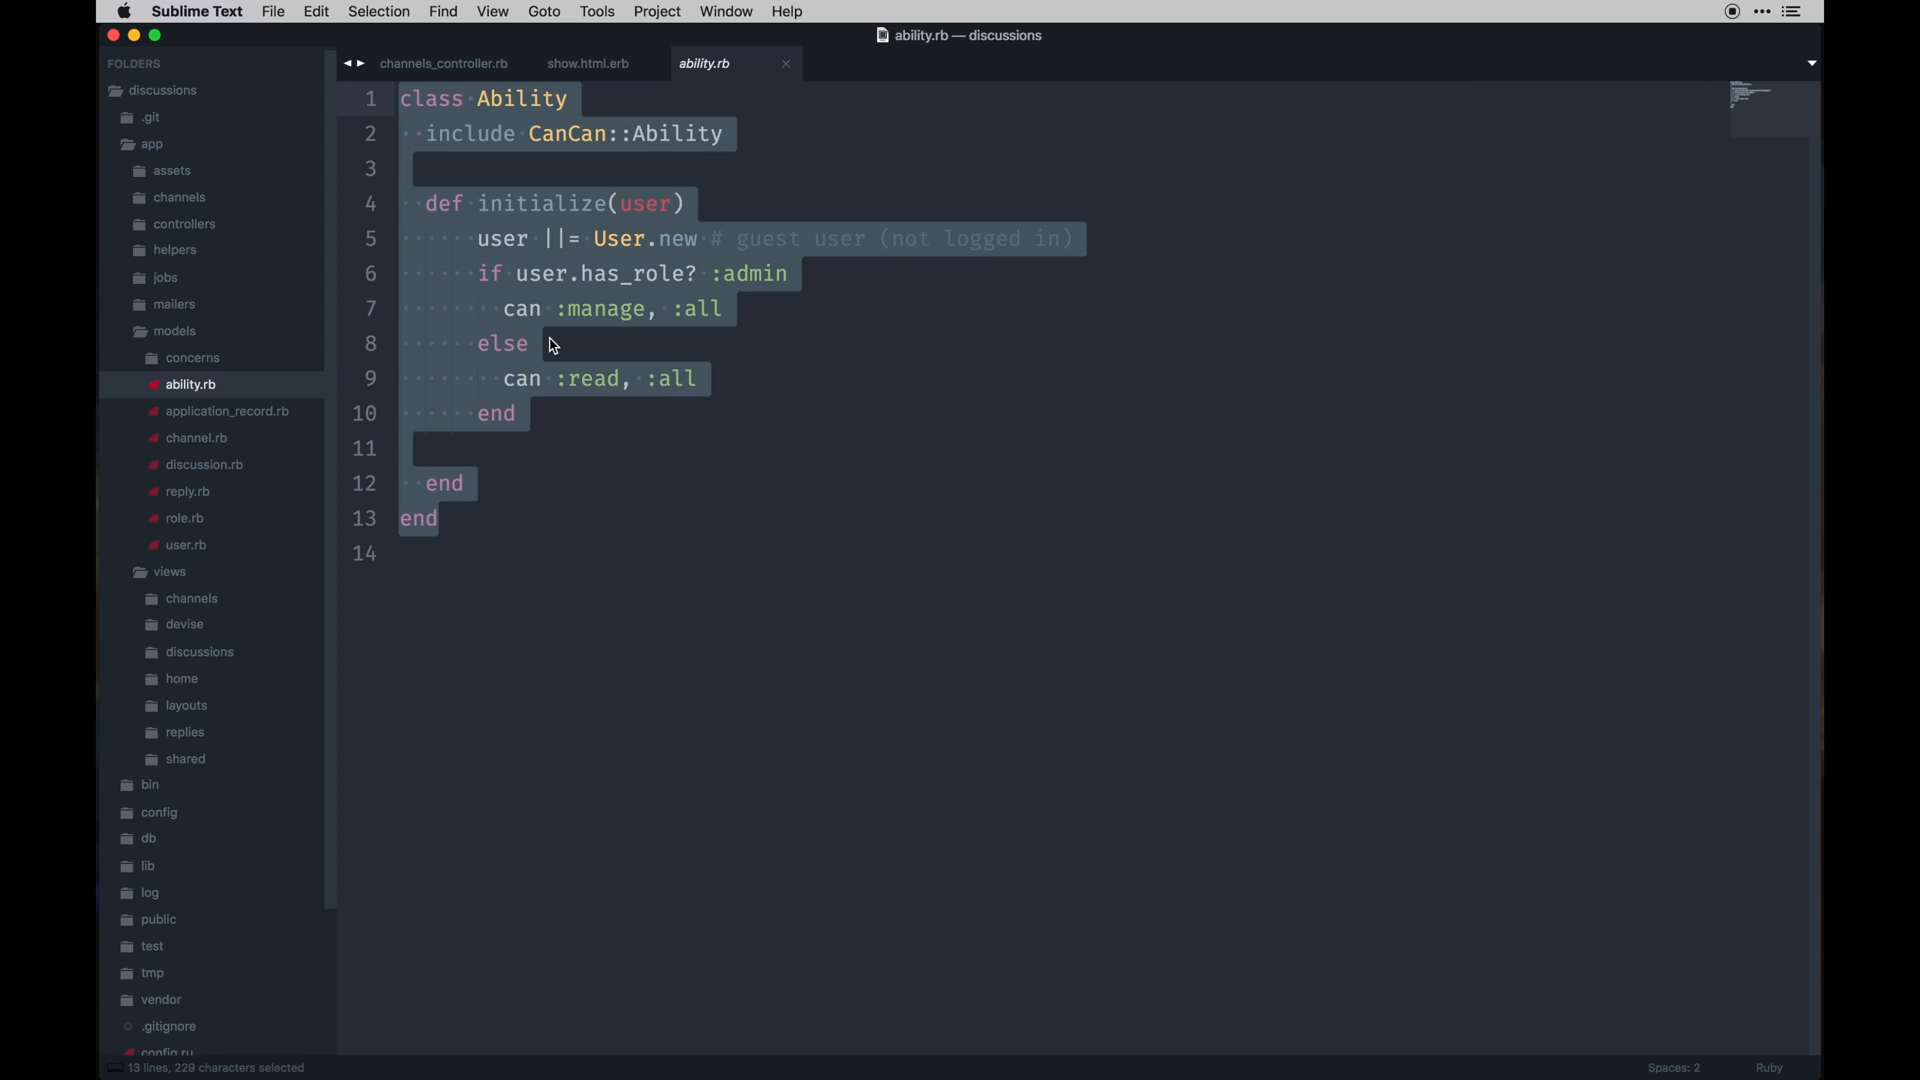 Sublime Text File Edit Selection Find View Goto Tools Project Window Help
ability.rb — discussions
FOLDERS
discussions
.git
app
assets
channels
controllers
helpers
jobs
mailers
models
concerns
ability.rb
application_record.rb
channel.rb
discussion.rb
reply.rb
role.rb
user.rb
views
channels
devise
discussions
home
layouts
replies
shared
bin
config
db
lib
log
public
test
tmp
vendor
.gitignore
config.ru
channels_controller.rb show.html.erb ability.rb
1 class Ability
2 include CanCan::Ability
3
4 def initialize(user)
5 user ||= User.new # guest user (not logged in)
6 if user.has_role? :admin
7 can :manage, :all
8 else
9 can :read, :all
10 end
11
12 end
13 end
14
13 lines, 229 characters selected
Spaces: 2 Ruby